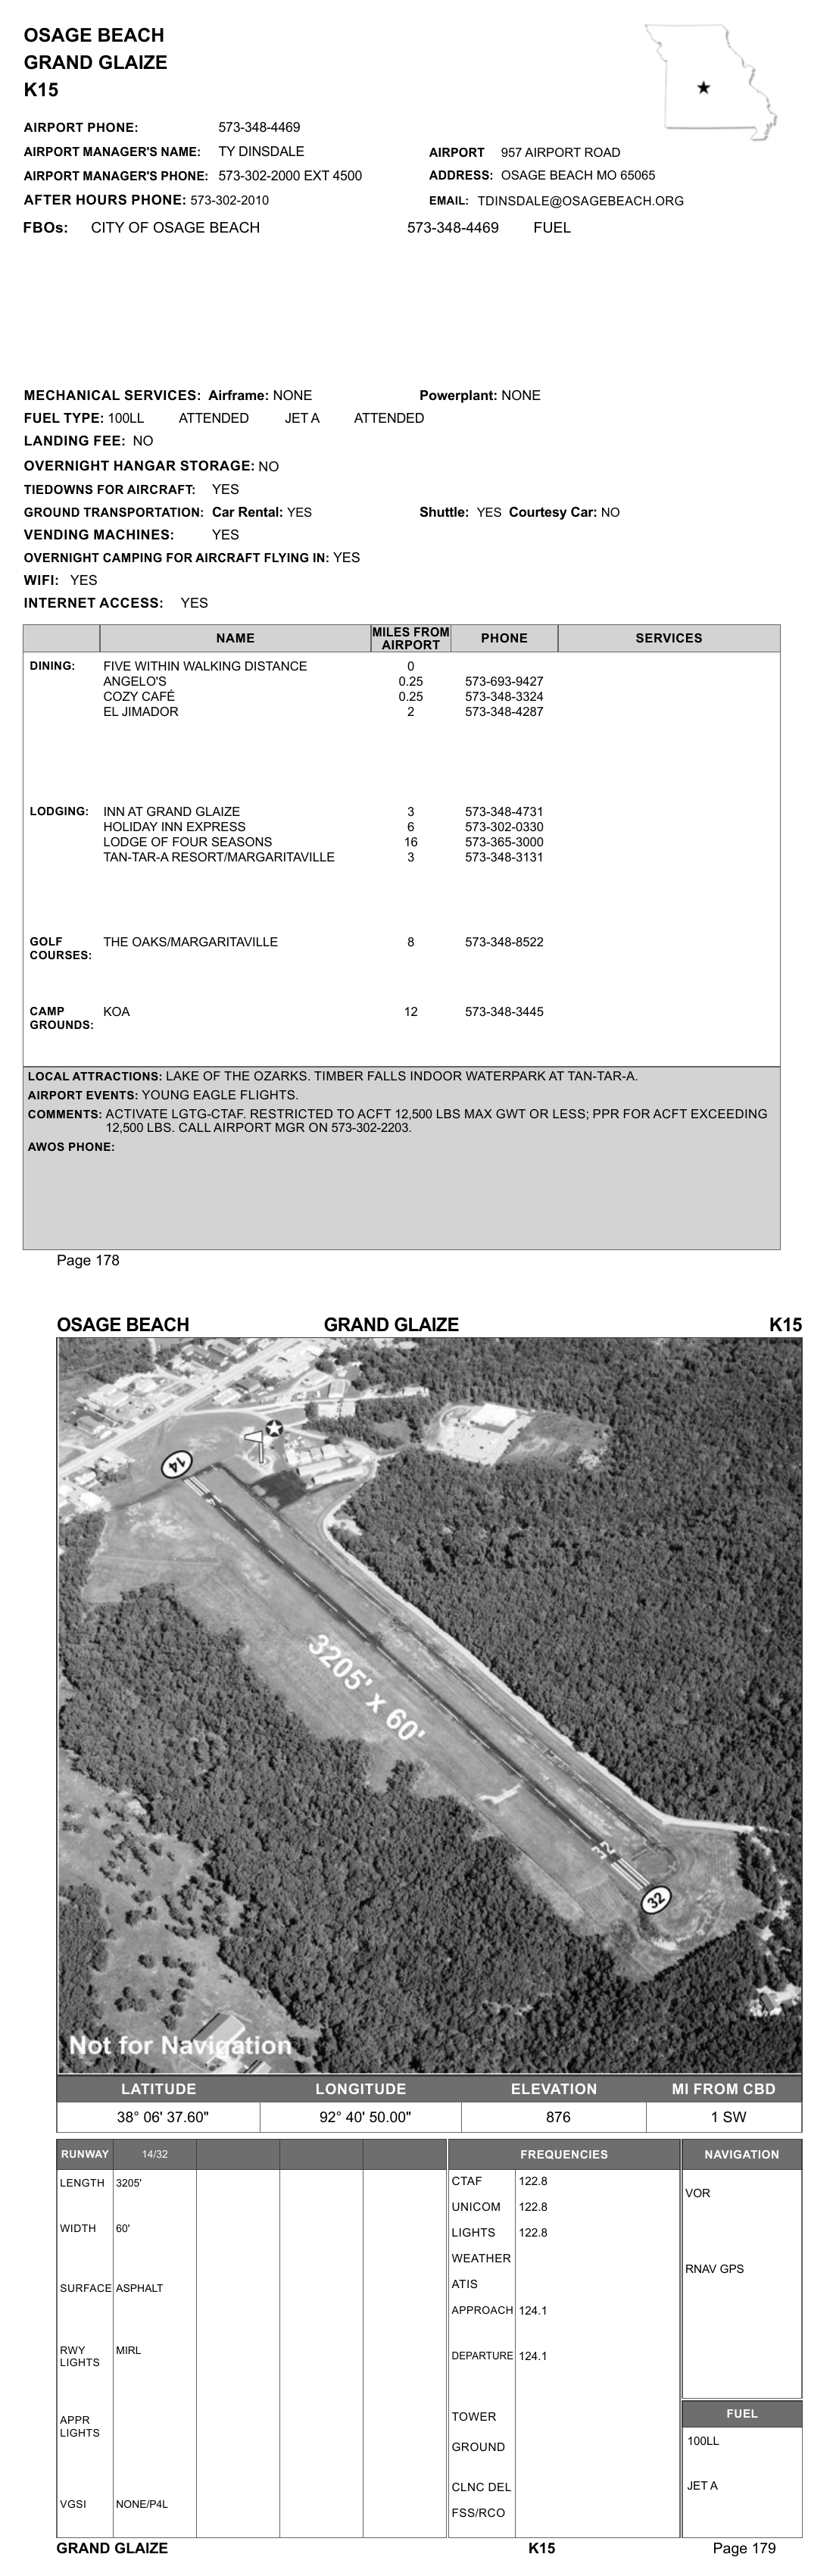 OSAGE BEACH
GRAND GLAIZE
K15
AIRPORT PHONE: 573-348-4469
AIRPORT MANAGER'S NAME: TY DINSDALE AIRPORT 957 AIRPORT ROAD
AIRPORT MANAGER'S PHONE: 573-302-2000 EXT 4500 ADDRESS: OSAGE BEACH MO 65065
AFTER HOURS PHONE: 573-302-2010 EMAIL: TDINSDALE@OSAGEBEACH.ORG
FBOs: CITY OF OSAGE BEACH 573-348-4469 FUEL
MECHANICAL SERVICES: Airframe: NONE Powerplant: NONE
FUEL TYPE: 100LL ATTENDED JET A ATTENDED
LANDING FEE: NO
OVERNIGHT HANGAR STORAGE: NO
TIEDOWNS FOR AIRCRAFT: YES
GROUND TRANSPORTATION: Car Rental: YES Shuttle: YES Courtesy Car: NO
VENDING MACHINES: YES
OVERNIGHT CAMPING FOR AIRCRAFT FLYING IN: YES
WIFI: YES
INTERNET ACCESS: YES
NAME MILES FROM AIRPORT PHONE SERVICES
DINING: FIVE WITHIN WALKING DISTANCE 0
ANGELO'S 0.25 573-693-9427
COZY CAFÉ 0.25 573-348-3324
EL JIMADOR 2 573-348-4287
LODGING: INN AT GRAND GLAIZE 3 573-348-4731
HOLIDAY INN EXPRESS 6 573-302-0330
LODGE OF FOUR SEASONS 16 573-365-3000
TAN-TAR-A RESORT/MARGARITAVILLE 3 573-348-3131
GOLF COURSES: THE OAKS/MARGARITAVILLE 8 573-348-8522
CAMP GROUNDS: KOA 12 573-348-3445
LOCAL ATTRACTIONS: LAKE OF THE OZARKS. TIMBER FALLS INDOOR WATERPARK AT TAN-TAR-A.
AIRPORT EVENTS: YOUNG EAGLE FLIGHTS.
COMMENTS: ACTIVATE LGTG-CTAF. RESTRICTED TO ACFT 12,500 LBS MAX GWT OR LESS; PPR FOR ACFT EXCEEDING
12,500 LBS. CALL AIRPORT MGR ON 573-302-2203.
AWOS PHONE:
Page 178
OSAGE BEACH GRAND GLAIZE K15
14
3205' x 60'
32
32
Not for Navigation
LATITUDE LONGITUDE ELEVATION MI FROM CBD
38° 06' 37.60" 92° 40' 50.00" 876 1 SW
RUNWAY 14/32 FREQUENCIES NAVIGATION
LENGTH 3205' CTAF 122.8
VOR
UNICOM 122.8
WIDTH 60' LIGHTS 122.8
WEATHER
RNAV GPS
SURFACE ASPHALT ATIS
APPROACH 124.1
RWY LIGHTS MIRL DEPARTURE 124.1
FUEL
APPR LIGHTS TOWER
100LL
GROUND
JET A
CLNC DEL
VGSI NONE/P4L FSS/RCO
GRAND GLAIZE K15 Page 179